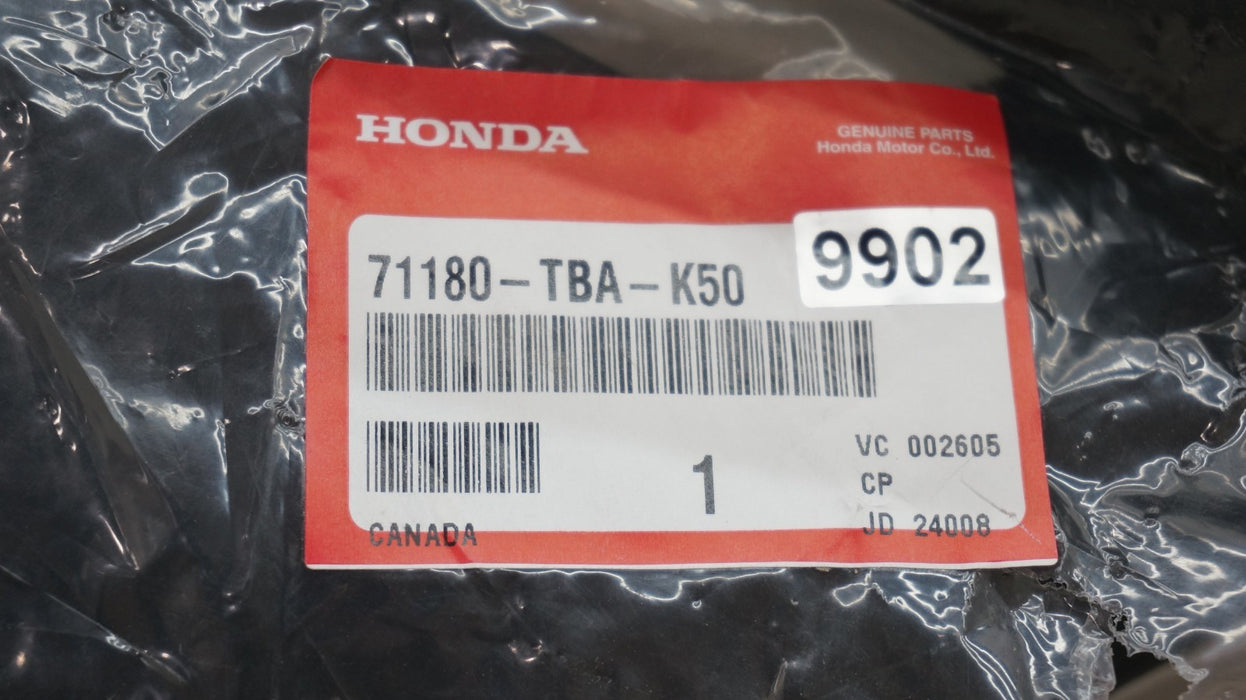 HONDA
GENUINE PARTS
Honda Motor Co., Ltd.
71180-TBA-K50
9902
1
VC 002605
CP
JD 24008
CANADA